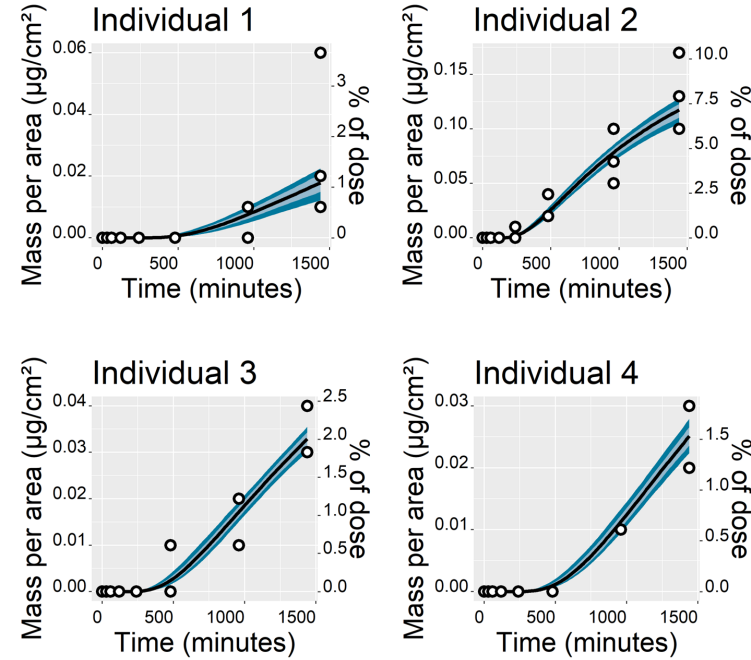 Individual 1
Mass per area (µg/cm²)
0.06
0.04
0.02
0.00
3
2
1
0
% of dose
0 500 1000 1500
Time (minutes)
Individual 2
Mass per area (µg/cm²)
0.15
0.10
0.05
0.00
10.0
7.5
5.0
2.5
0.0
% of dose
0 500 1000 1500
Time (minutes)
Individual 3
Mass per area (µg/cm²)
0.04
0.03
0.02
0.01
0.00
2.5
2.0
1.5
1.0
0.5
0.0
% of dose
0 500 1000 1500
Time (minutes)
Individual 4
Mass per area (µg/cm²)
0.03
0.02
0.01
0.00
1.5
1.0
0.5
0.0
% of dose
0 500 1000 1500
Time (minutes)